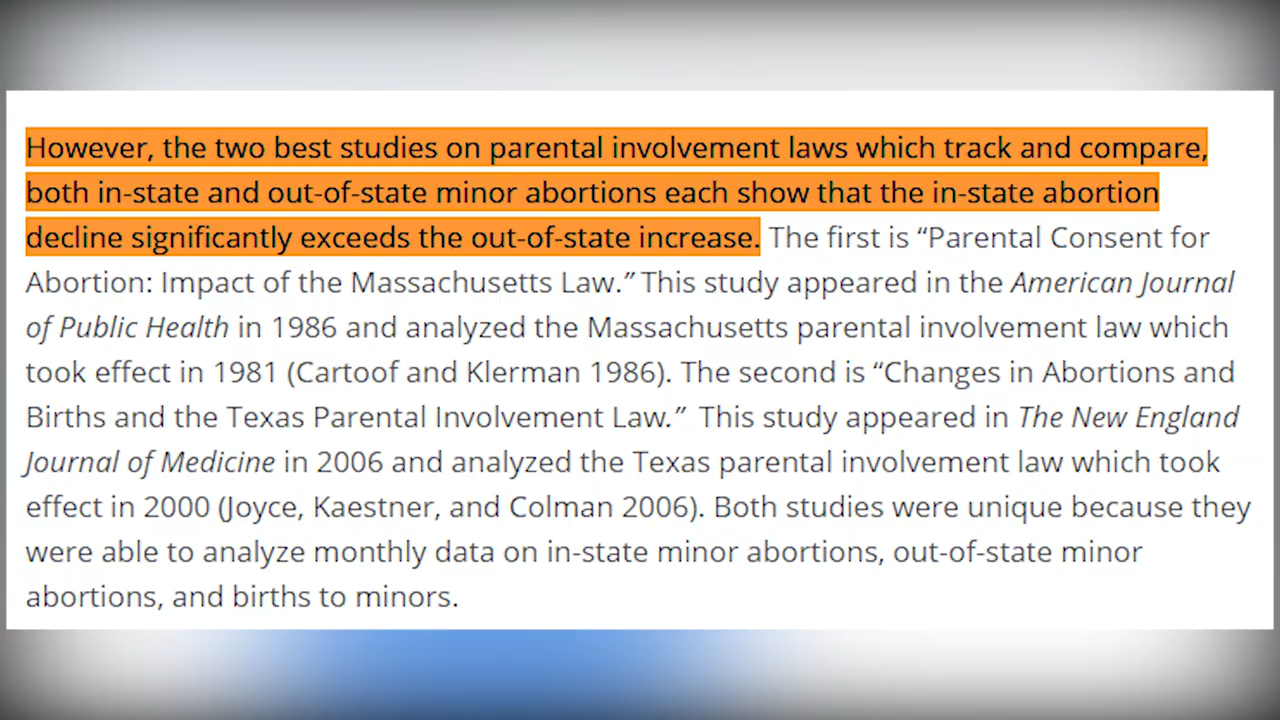 However, the two best studies on parental involvement laws which track and compare,
both in-state and out-of-state minor abortions each show that the in-state abortion
decline significantly exceeds the out-of-state increase. The first is “Parental Consent for
Abortion: Impact of the Massachusetts Law.” This study appeared in the American Journal
of Public Health in 1986 and analyzed the Massachusetts parental involvement law which
took effect in 1981 (Cartoof and Klerman 1986). The second is “Changes in Abortions and
Births and the Texas Parental Involvement Law.” This study appeared in The New England
Journal of Medicine in 2006 and analyzed the Texas parental involvement law which took
effect in 2000 (Joyce, Kaestner, and Colman 2006). Both studies were unique because they
were able to analyze monthly data on in-state minor abortions, out-of-state minor
abortions, and births to minors.